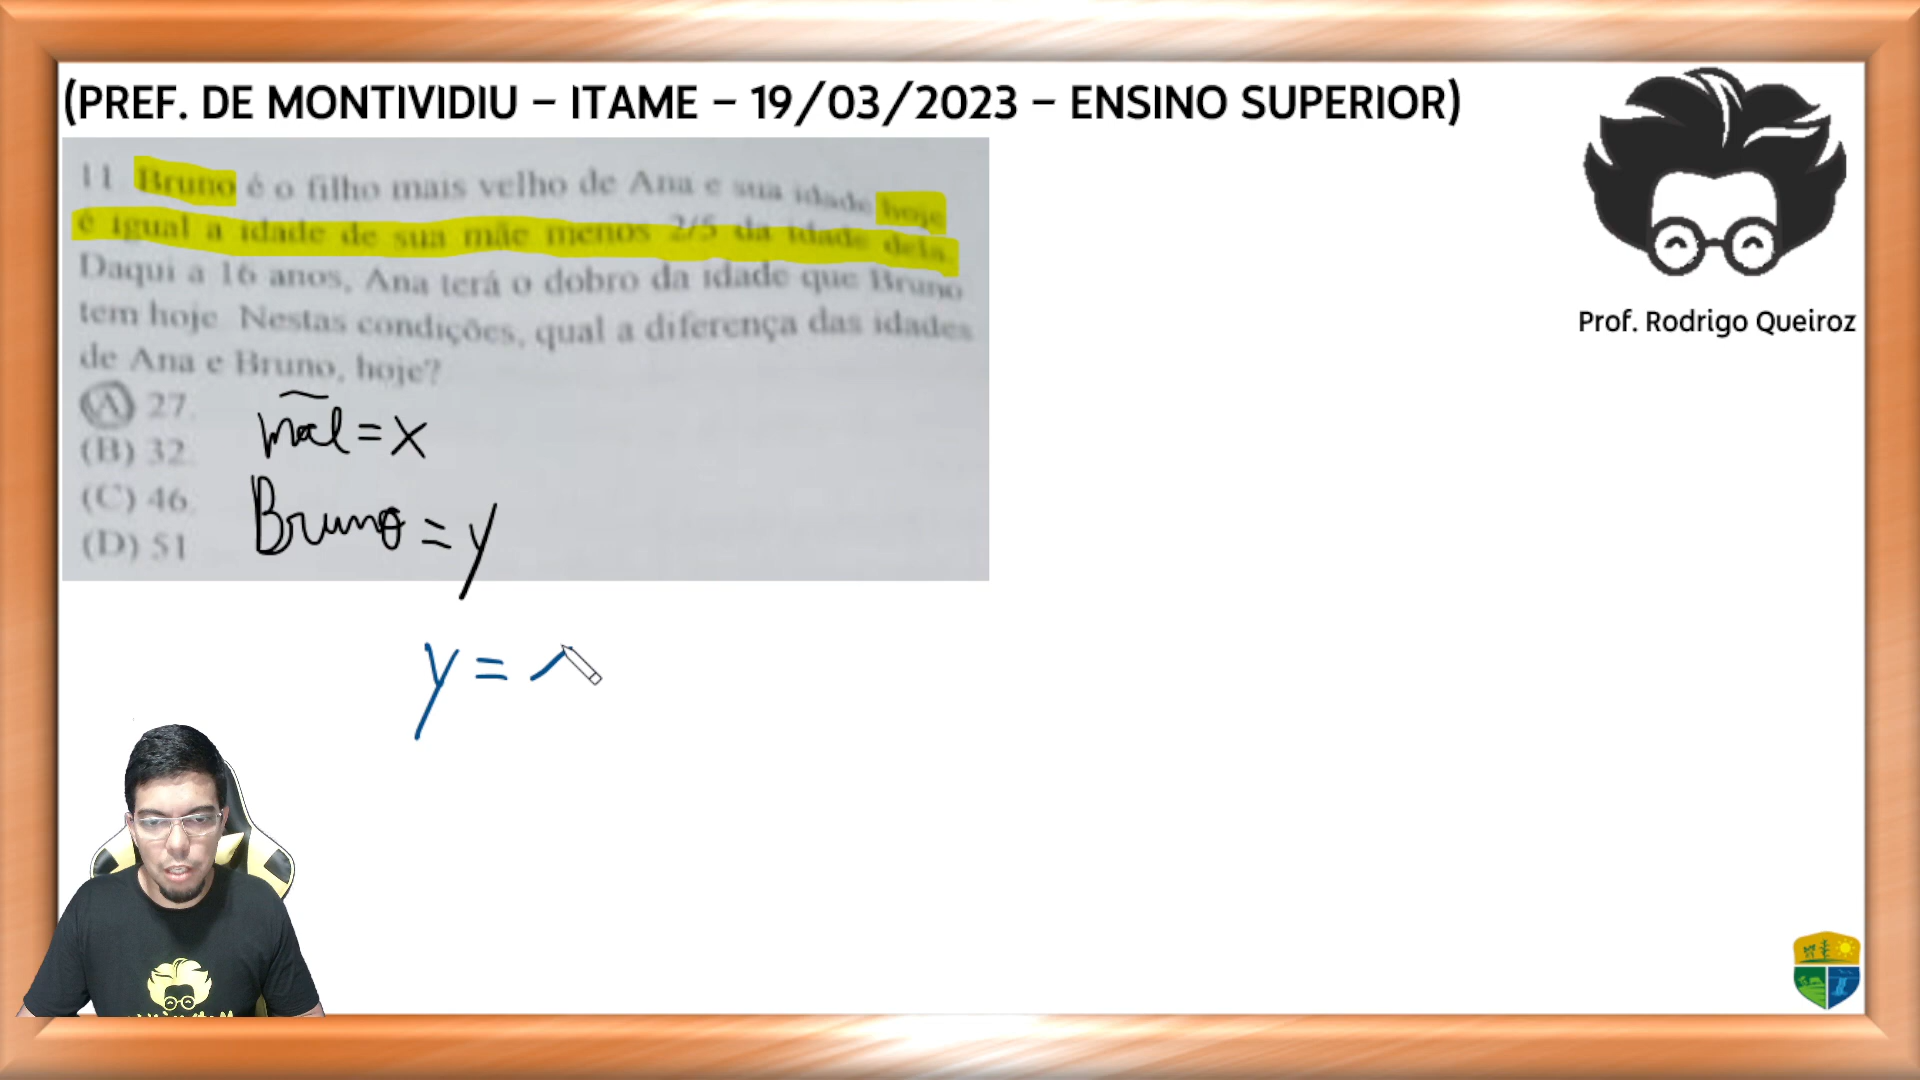 (PREF. DE MONTIVIDIU – ITAME – 19/03/2023 – ENSINO SUPERIOR)
11 Bruno é o filho mais velho de Ana e sua idade hoje
é igual a idade de sua mãe menos 2/5 da idade dela.
Daqui a 16 anos, Ana terá o dobro da idade que Bruno
tem hoje. Nestas condições, qual a diferença das idades
de Ana e Bruno, hoje?
(A) 27.
(B) 32.
(C) 46.
(D) 51
mãe = x
Bruno = y
y =
Prof. Rodrigo Queiroz